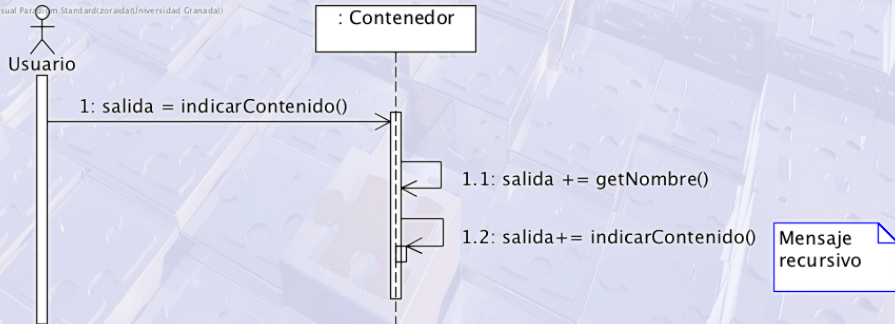 sual Paradigm Standard(zoraida(Universidad Granada))
: Contenedor
Usuario
1: salida = indicarContenido()
1.1: salida += getNombre()
1.2: salida+= indicarContenido()
Mensaje
recursivo